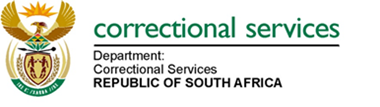 correctional services
Department:
Correctional Services
REPUBLIC OF SOUTH AFRICA